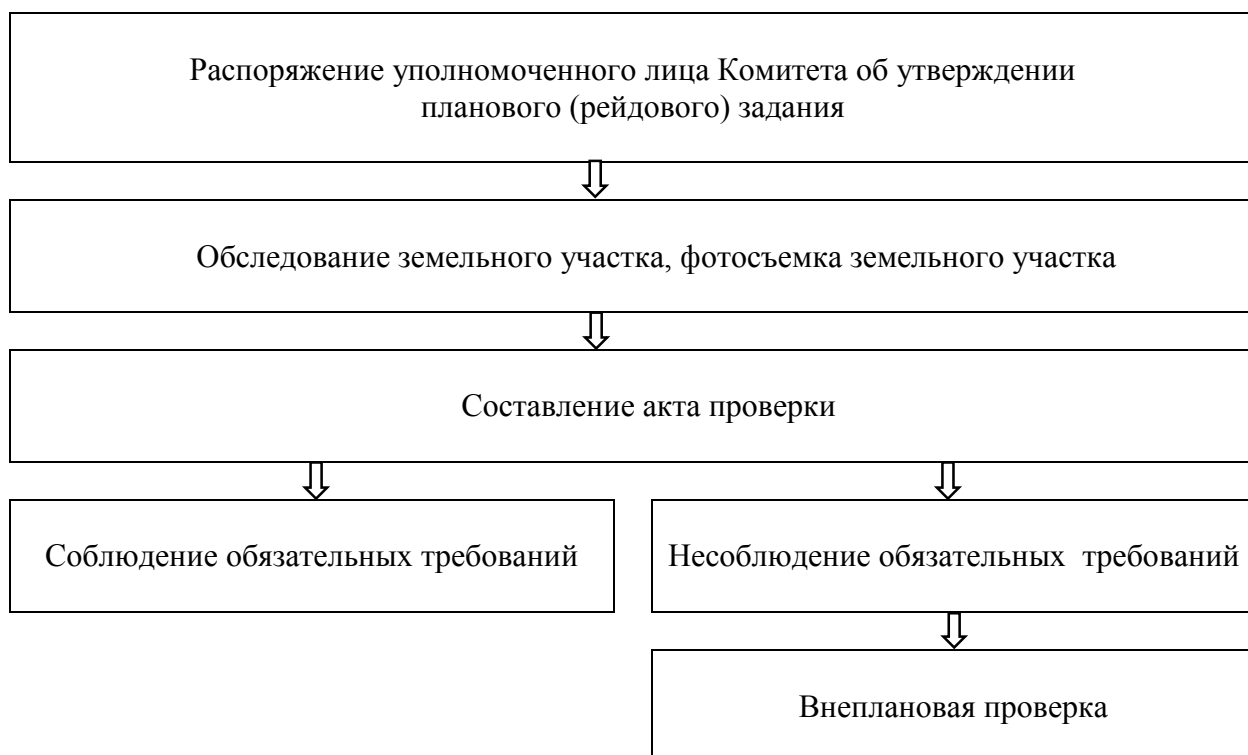 Распоряжение уполномоченного лица Комитета об утверждении
планового (рейдового) задания
Обследование земельного участка, фотосъемка земельного участка
Составление акта проверки
Соблюдение обязательных требований
Несоблюдение обязательных  требований
Внеплановая проверка